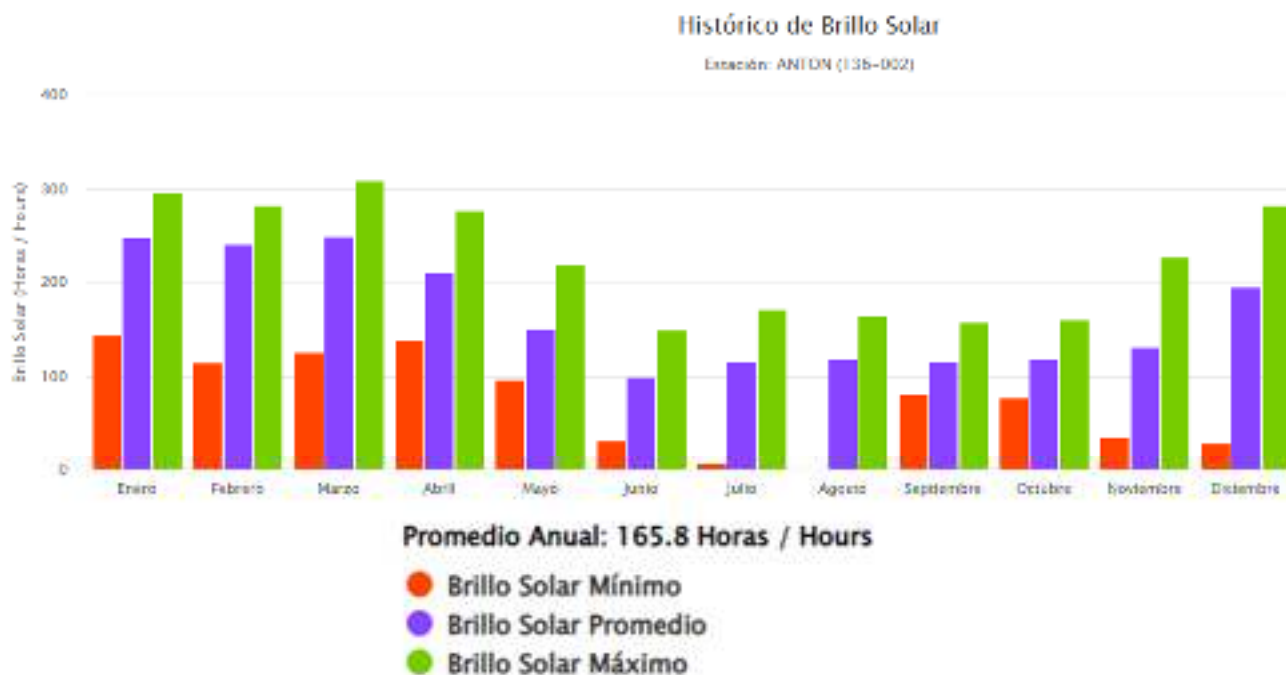 Histórico de Brillo Solar
Estación: ANTON (136-002)
400
300
200
100
0
Brillo Solar (Horas / Hours)
Enero Febrero Marzo Abril Mayo Junio Julio Agosto Septiembre Octubre Noviembre Diciembre
Promedio Anual: 165.8 Horas / Hours
Brillo Solar Mínimo
Brillo Solar Promedio
Brillo Solar Máximo